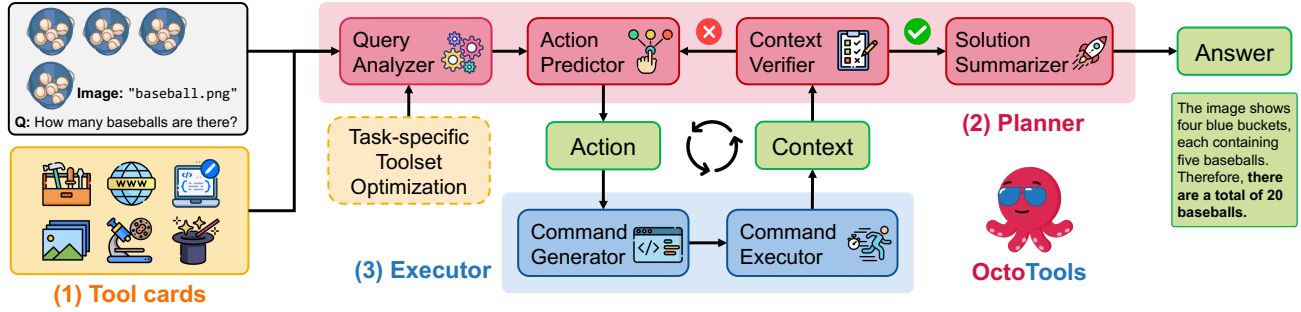 Image: "baseball.png"
Q: How many baseballs are there?
WWW
(1) Tool cards
Query
Analyzer
Action
Predictor
Context
Verifier
Solution
Summarizer
(2) Planner
Task-specific
Toolset
Optimization
Action
Context
Command
Generator
Command
Executor
(3) Executor
OctoTools
Answer
The image shows
four blue buckets,
each containing
five baseballs.
Therefore, there
are a total of 20
baseballs.